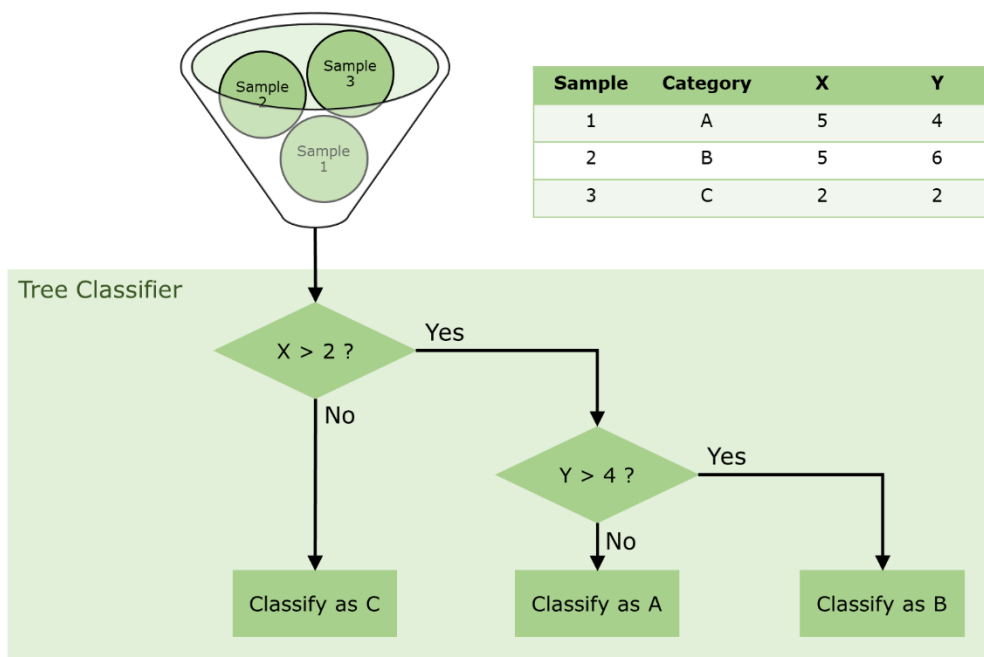 Sample
2
Sample
3
Sample
1
Sample Category X Y
1 A 5 4
2 B 5 6
3 C 2 2
Tree Classifier
X > 2 ?
Yes
No
Y > 4 ?
Yes
No
Classify as C
Classify as A
Classify as B